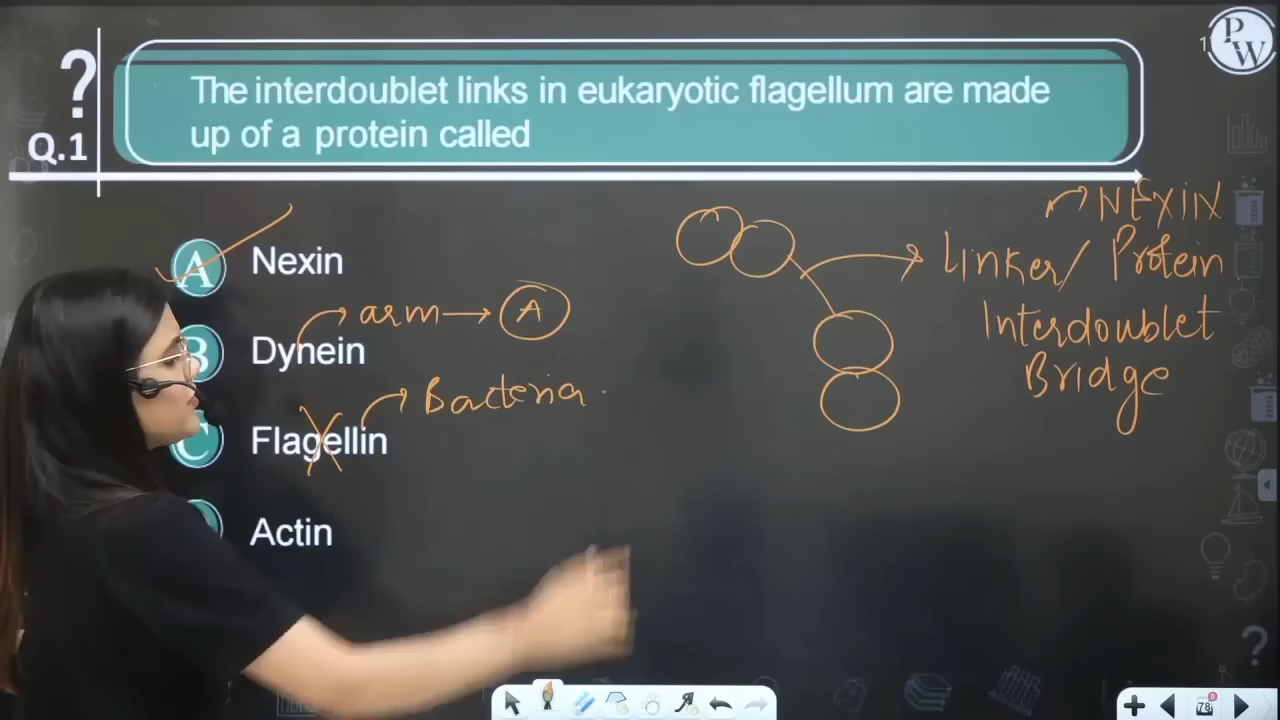 ?
Q.1
The interdoublet links in eukaryotic flagellum are made
up of a protein called
P
W
A Nexin
B Dynein
arm → A
C Flagellin
Bacteria
Actin
NEXIN
Linker/ Protein
Interdoublet
Bridge
78